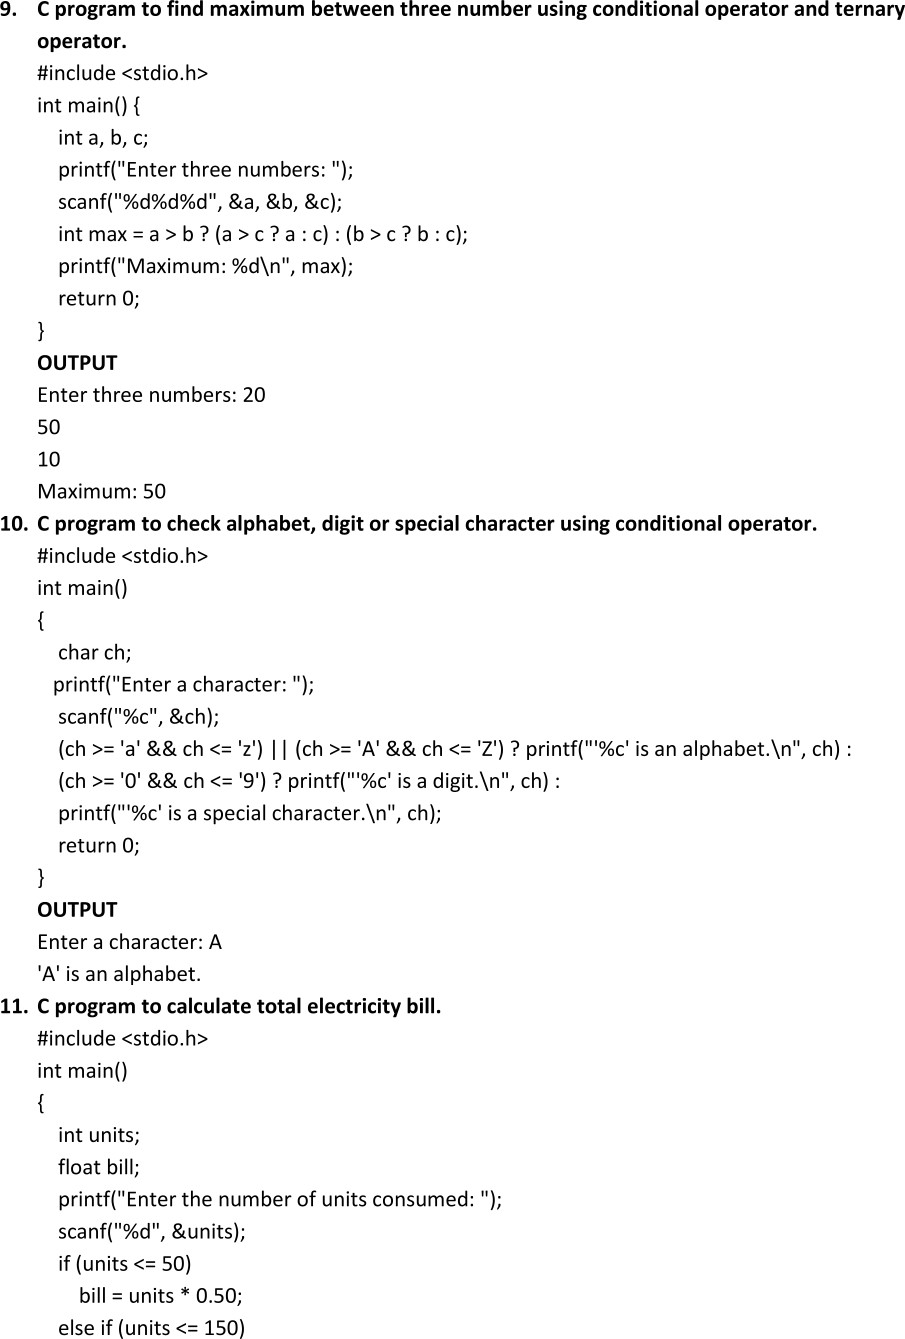 9. C program to find maximum between three number using conditional operator and ternary
operator.
#include <stdio.h>
int main() {
int a, b, c;
printf("Enter three numbers: ");
scanf("%d%d%d", &a, &b, &c);
int max = a > b ? (a > c ? a : c) : (b > c ? b : c);
printf("Maximum: %d\n", max);
return 0;
}
OUTPUT
Enter three numbers: 20
50
10
Maximum: 50
10. C program to check alphabet, digit or special character using conditional operator.
#include <stdio.h>
int main()
{
char ch;
printf("Enter a character: ");
scanf("%c", &ch);
(ch >= 'a' && ch <= 'z') || (ch >= 'A' && ch <= 'Z') ? printf("'%c' is an alphabet.\n", ch) :
(ch >= '0' && ch <= '9') ? printf("'%c' is a digit.\n", ch) :
printf("'%c' is a special character.\n", ch);
return 0;
}
OUTPUT
Enter a character: A
'A' is an alphabet.
11. C program to calculate total electricity bill.
#include <stdio.h>
int main()
{
int units;
float bill;
printf("Enter the number of units consumed: ");
scanf("%d", &units);
if (units <= 50)
bill = units * 0.50;
else if (units <= 150)